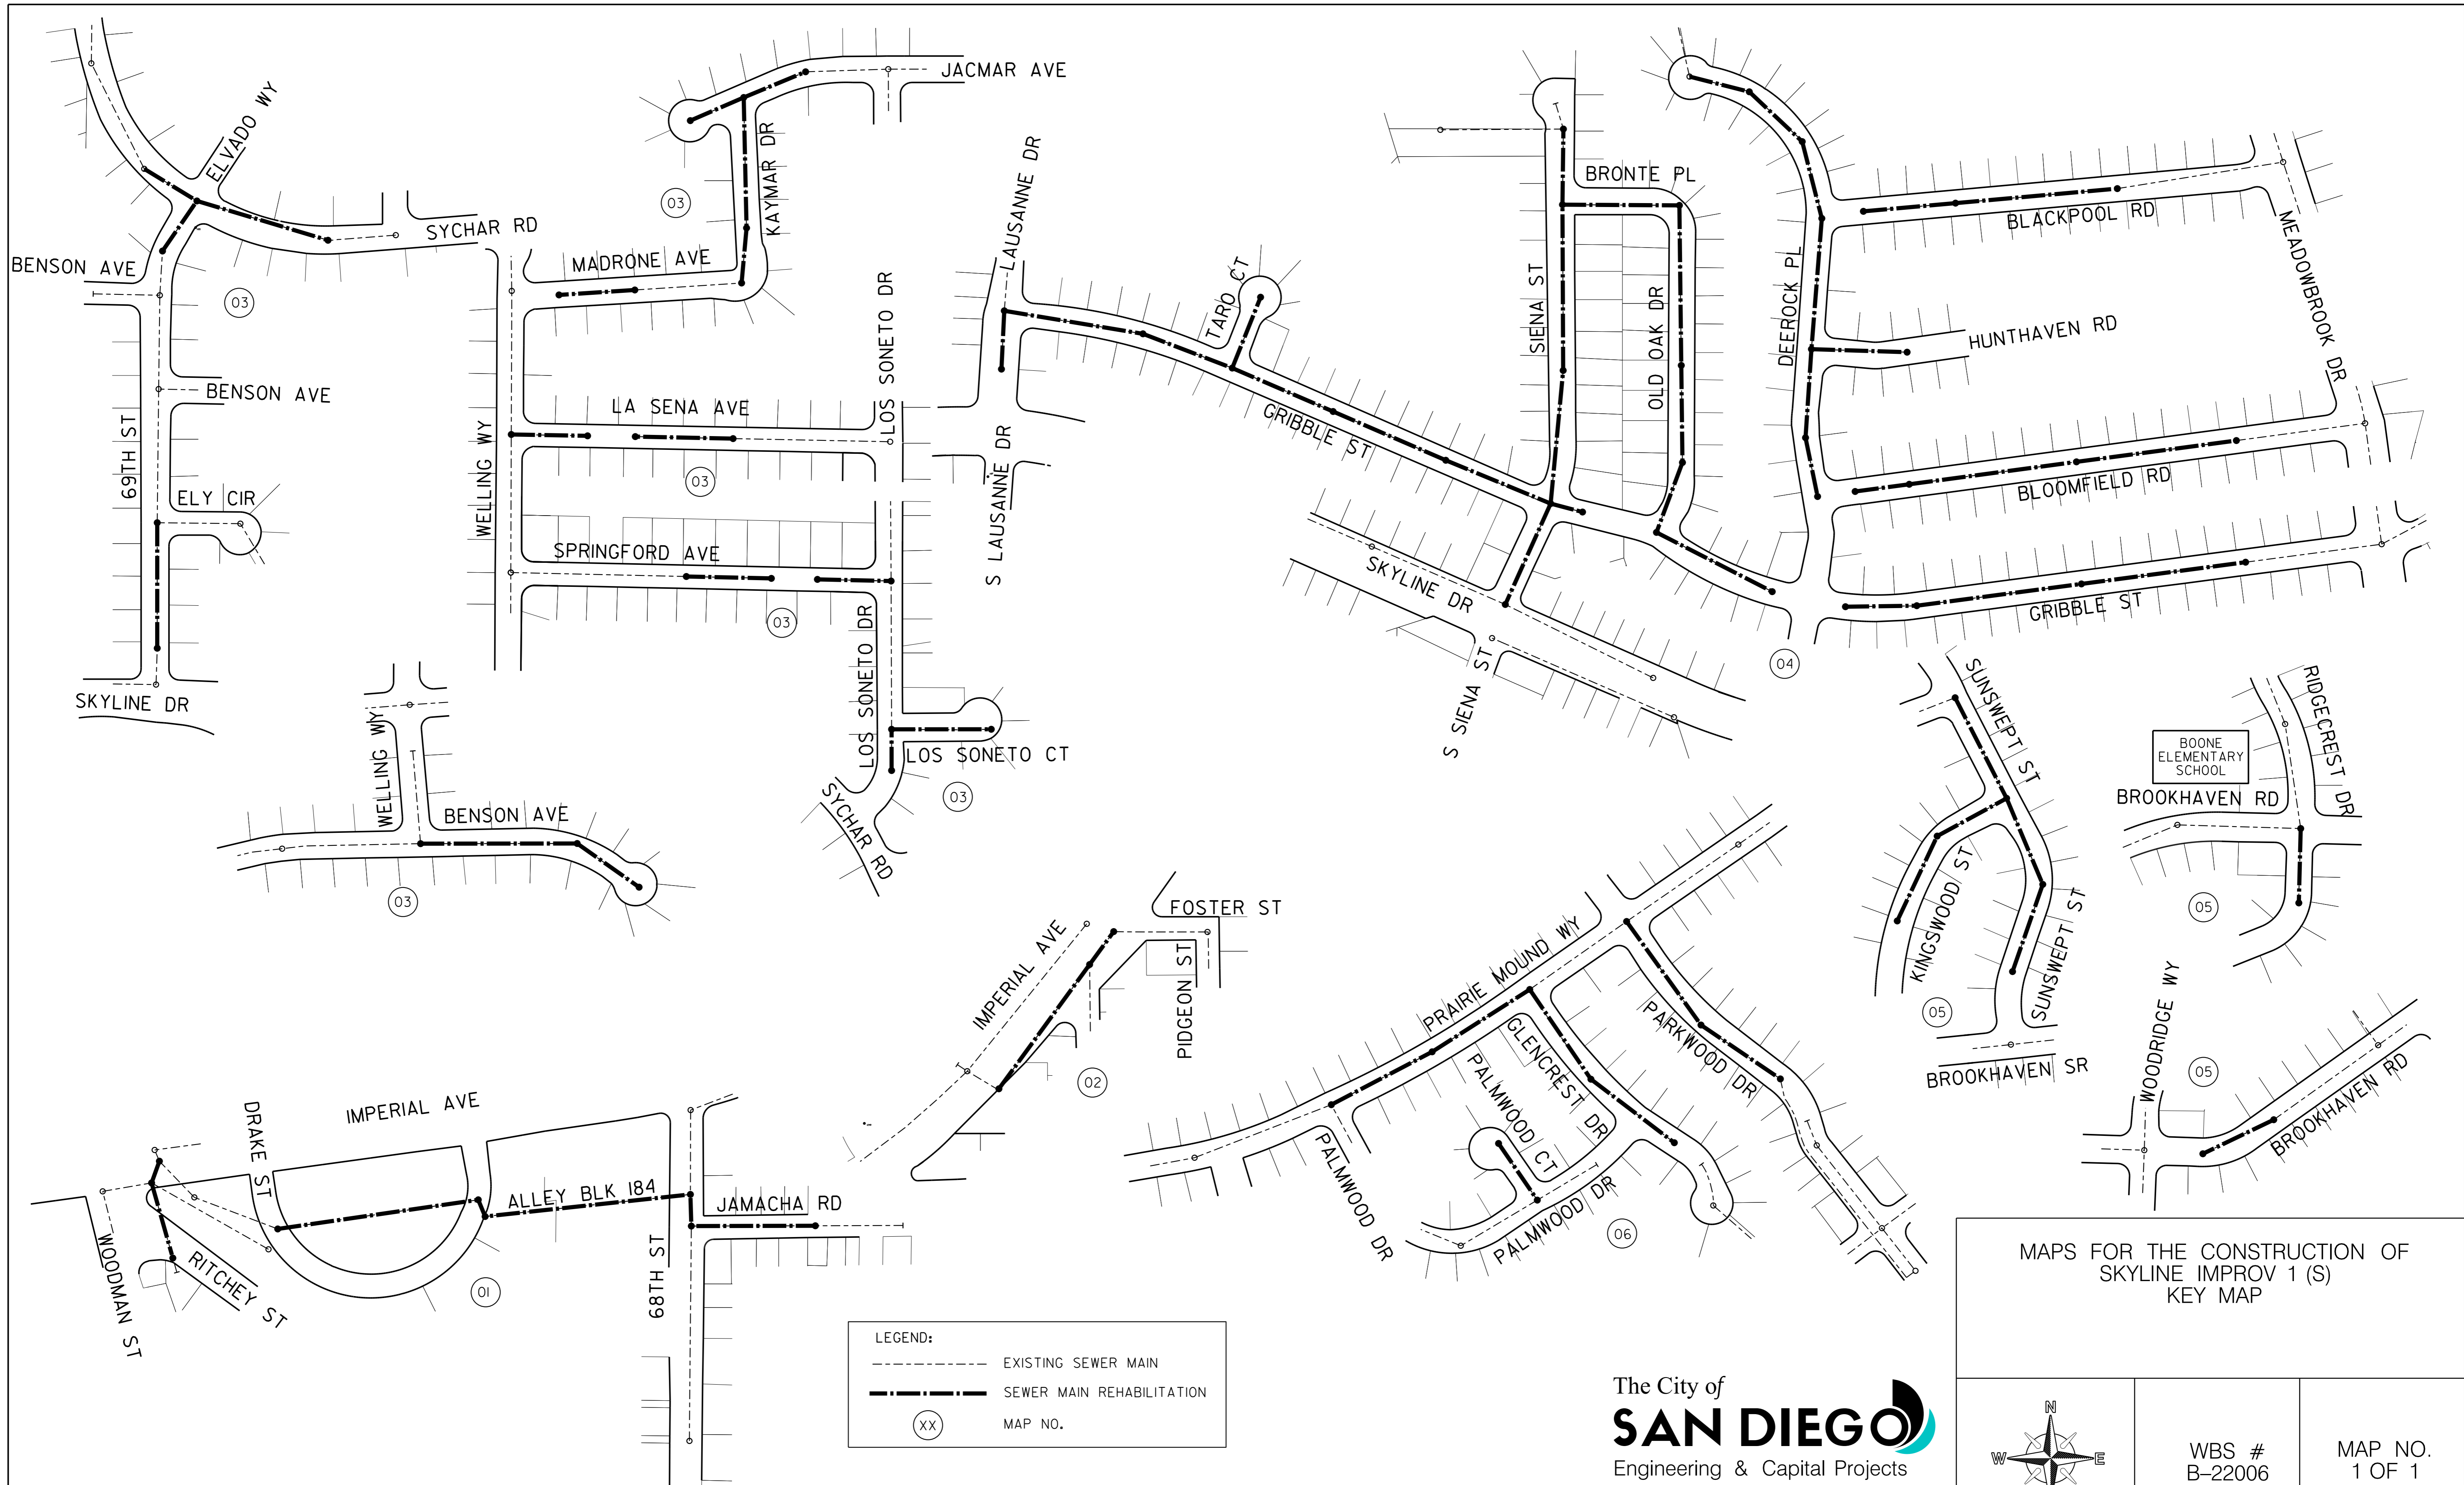 JACMAR AVE
ELVADO WY
KAYMAR DR
03
SYCHAR RD
MADRONE AVE
BENSON AVE
03
BENSON AVE
69TH ST
ELY CIR
SKYLINE DR
WELLING WY
LA SENA AVE
03
LOS SONETO DR
SPRINGFORD AVE
03
LOS SONETO DR
LOS SONETO CT
03
SYCHAR RD
WELLING WY
BENSON AVE
03
LAUSANNE DR
S LAUSANNE DR
TARO CT
GRIBBLE ST
SIENA ST
BRONTE PL
OLD OAK DR
DEEROCK PL
BLACKPOOL RD
MEADOWBROOK DR
HUNTHAVEN RD
BLOOMFIELD RD
GRIBBLE ST
SKYLINE DR
S SIENA ST
04
SUNSWEPT ST
KINGSWOOD ST
SUNSWEPT ST
05
BROOKHAVEN SR
RIDGECREST DR
BOONE
ELEMENTARY
SCHOOL
BROOKHAVEN RD
05
WOODRIDGE WY
05
BROOKHAVEN RD
FOSTER ST
IMPERIAL AVE
PIDGEON ST
02
PRAIRIE MOUND WY
PARKWOOD DR
GLENCREST DR
PALMWOOD CT
PALMWOOD DR
PALMWOOD DR
06
DRAKE ST
IMPERIAL AVE
ALLEY BLK 184
JAMACHA RD
WOODMAN ST
RITCHEY ST
01
68TH ST
LEGEND:
EXISTING SEWER MAIN
SEWER MAIN REHABILITATION
XX MAP NO.
The City of
SAN DIEGO
Engineering & Capital Projects
MAPS FOR THE CONSTRUCTION OF
SKYLINE IMPROV 1 (S)
KEY MAP
N
W E
WBS #
B-22006
MAP NO.
1 OF 1